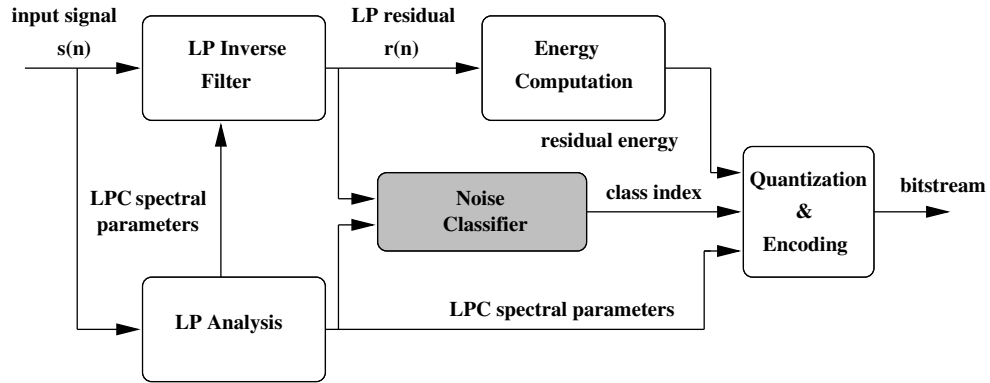 input signal
s(n)
LP Inverse
Filter
LP residual
r(n)
Energy
Computation
residual energy
LPC spectral
parameters
Noise
Classifier
class index
Quantization
&
Encoding
bitstream
LP Analysis
LPC spectral parameters